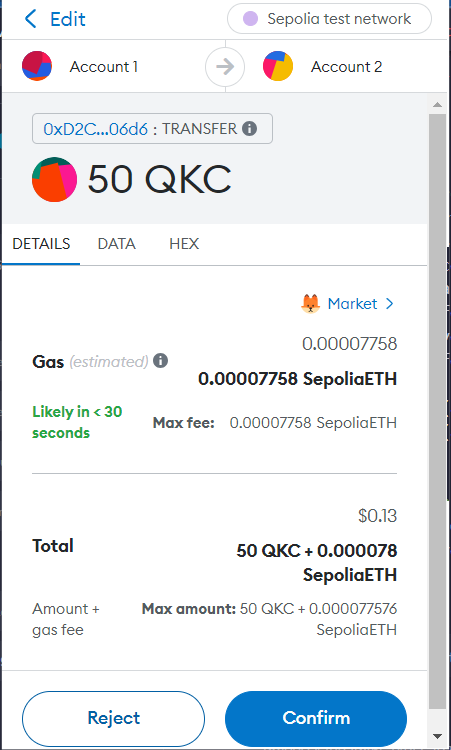 Edit
Sepolia test network
Account 1
Account 2
0xD2C...06d6 : TRANSFER
50 QKC
DETAILS DATA HEX
Market
0.00007758
Gas (estimated)
0.00007758 SepoliaETH
Likely in < 30
seconds
Max fee: 0.00007758 SepoliaETH
$0.13
Total
50 QKC + 0.000078
SepoliaETH
Amount +
gas fee
Max amount: 50 QKC + 0.000077576
SepoliaETH
Reject
Confirm